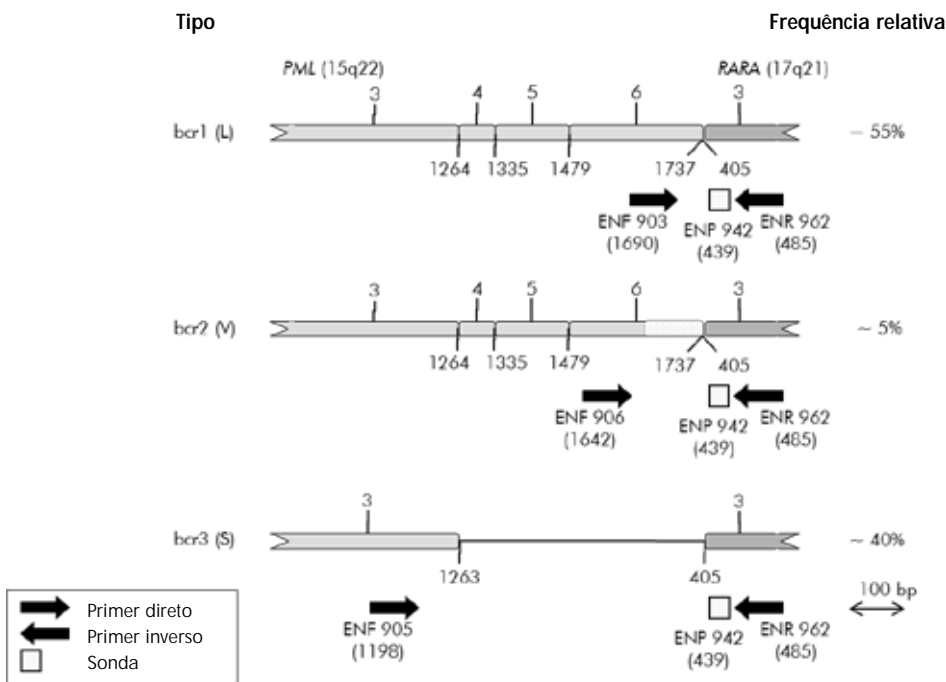 Tipo Frequência relativa
PML (15q22) RARA (17q21)
3 4 5 6 3
bcr1 (L) ~ 55%
1264 1335 1479 1737 405
ENF 903 ENP 942 ENR 962
(1690) (439) (485)
3 4 5 6 3
bcr2 (V) ~ 5%
1264 1335 1479 1737 405
ENF 906 ENP 942 ENR 962
(1642) (439) (485)
3 3
bcr3 (S) ~ 40%
1263 405
100 bp
ENF 905 ENP 942 ENR 962
(1198) (439) (485)
Primer direto
Primer inverso
Sonda